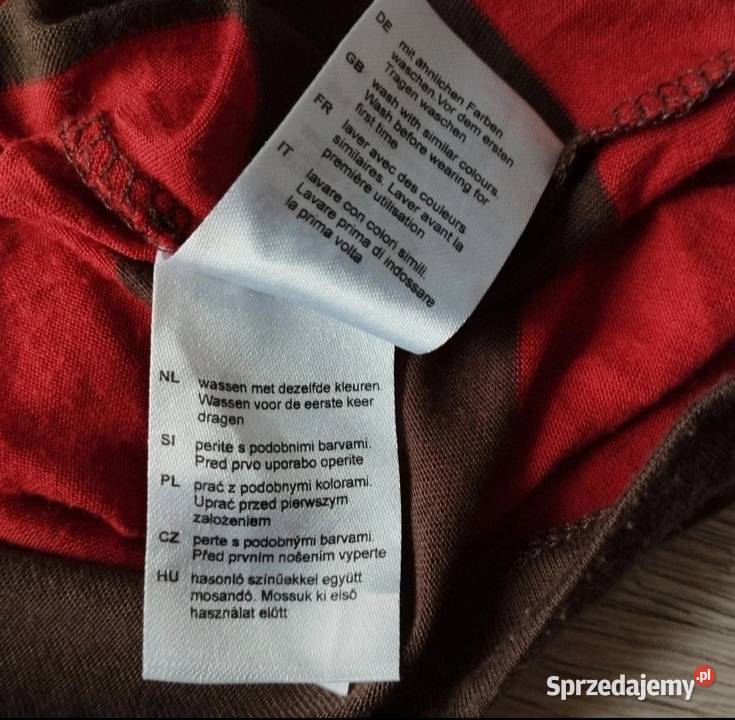 DE mit ähnlichen Farben
waschen. Vor dem ersten
Tragen waschen
GB wash with similar colours.
Wash before wearing for
first time
FR laver avec des couleurs
similaires. Laver avant la
première utilisation
IT lavare con colori simili.
Lavare prima di indossare
la prima volta
NL wassen met dezelfde kleuren
Wassen voor de eerste keer
dragen
SI perite s podobnimi barvami.
Pred prvo uporabo operite
PL prać z podobnymi kolorami.
Uprać przed pierwszym
założeniem
CZ perte s podobnými barvami.
Před prvním nošením vyperte
HU hasonló színűekkel együtt
mosandó. Mossuk ki első
használat előtt
Sprzedajemy.pl